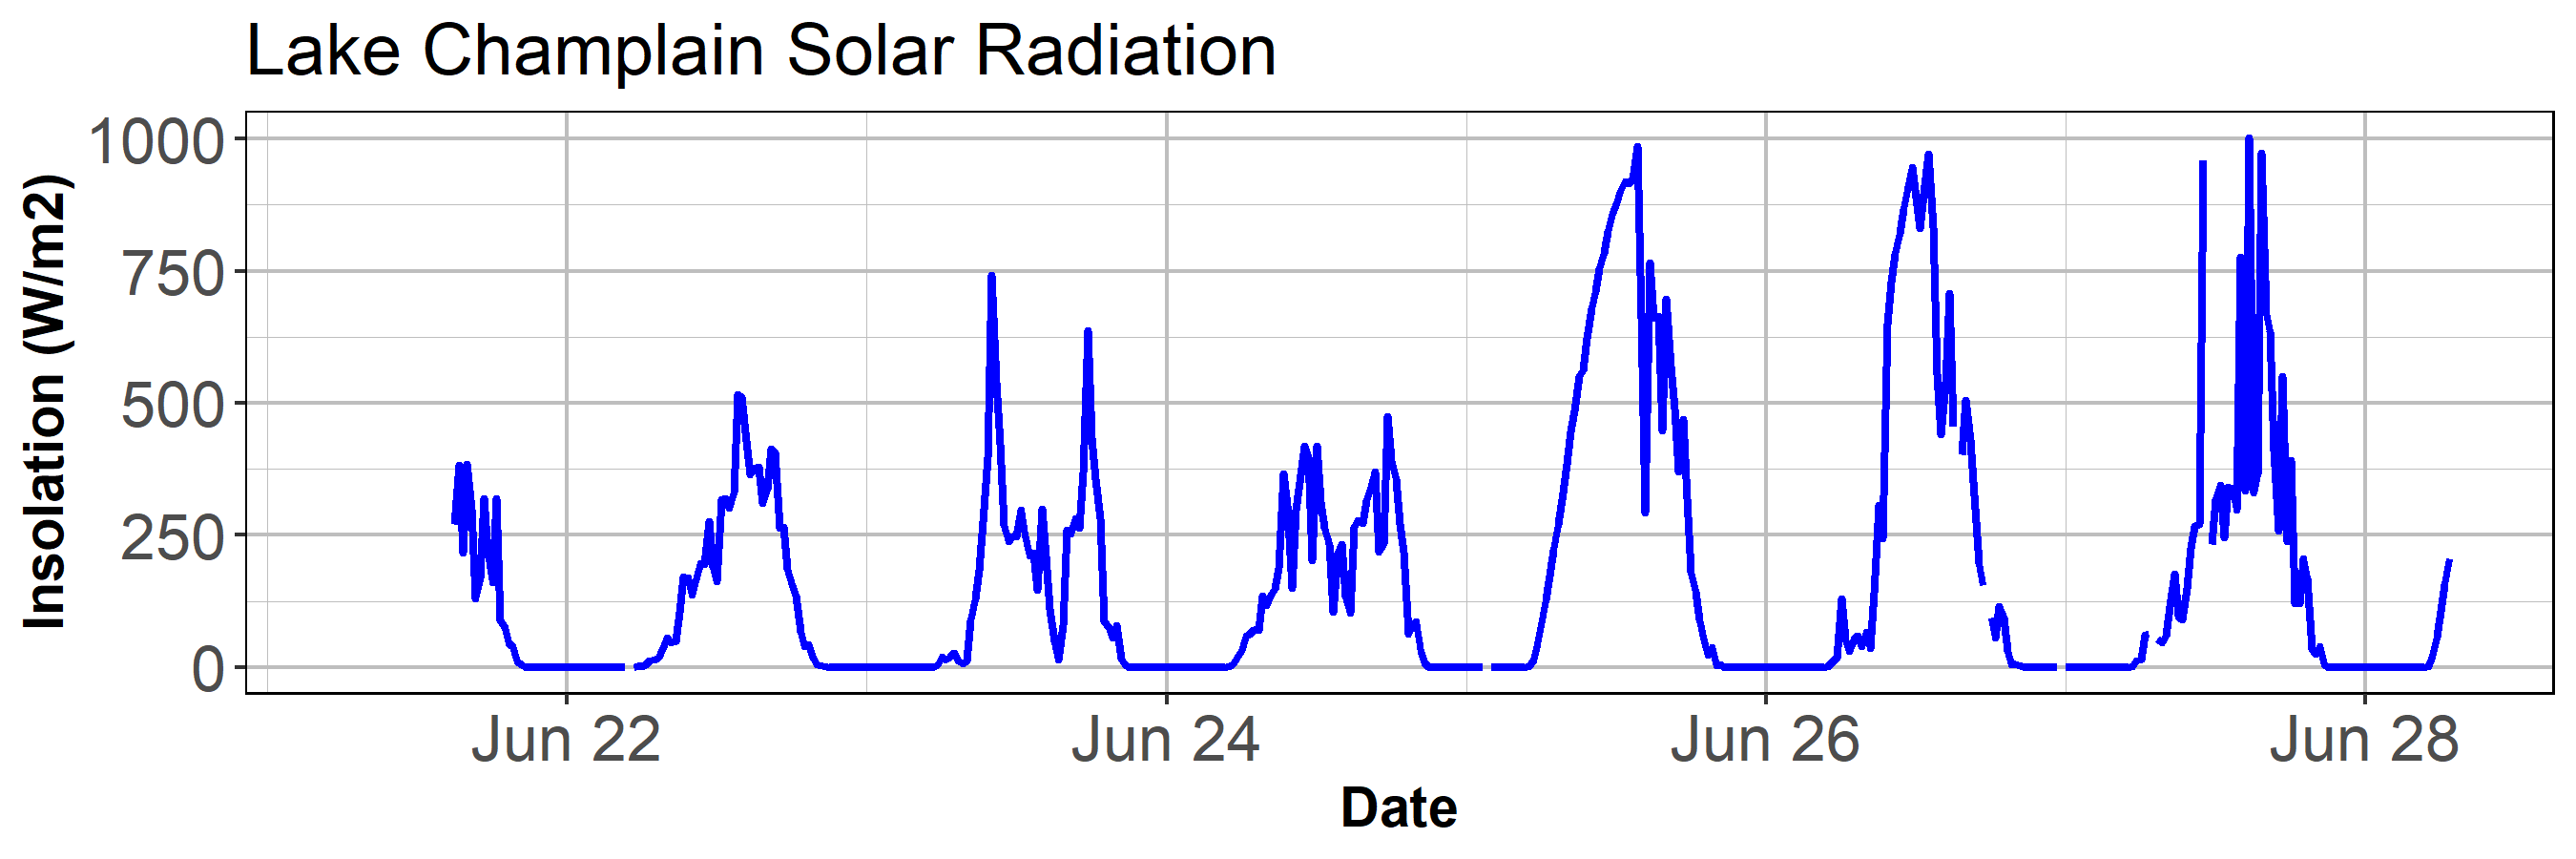 Lake Champlain Solar Radiation
Insolation (W/m2)
1000
750
500
250
0
Jun 22 Jun 24 Jun 26 Jun 28
Date